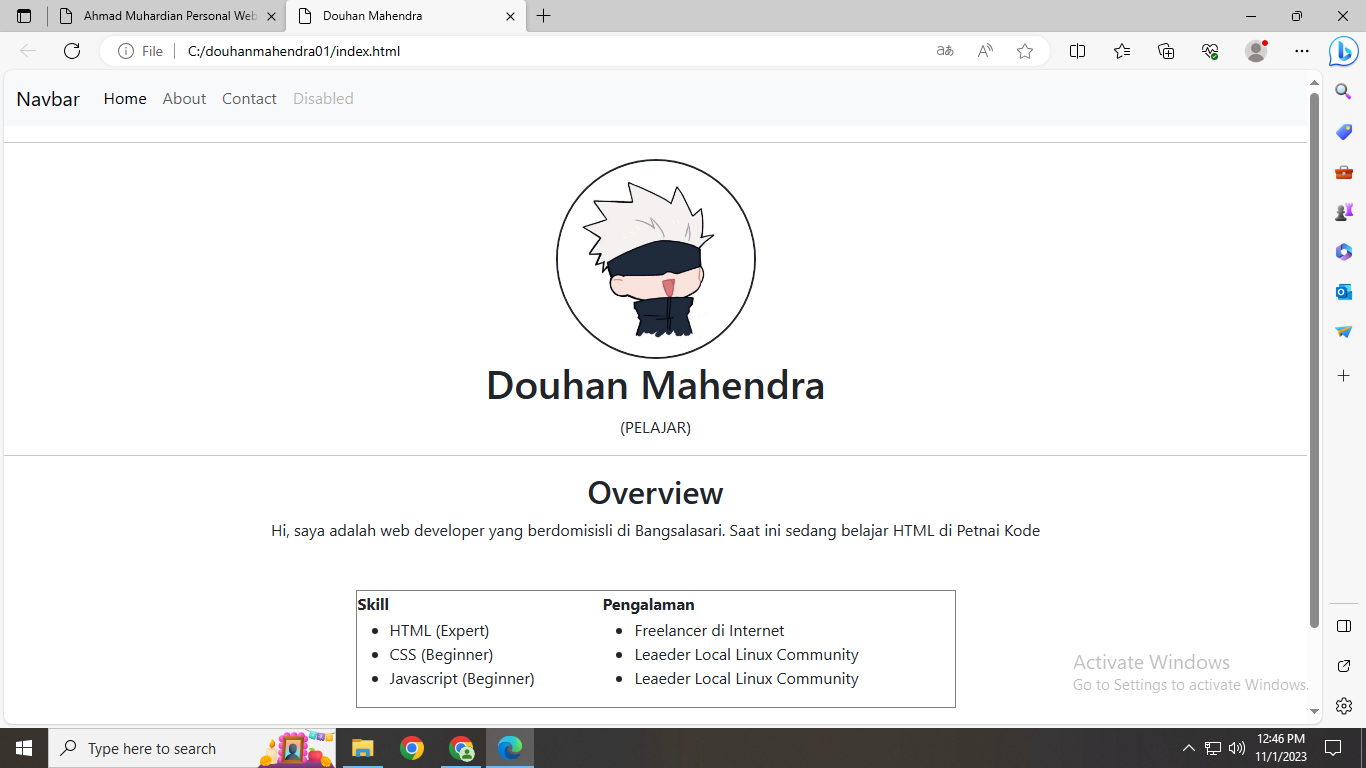 Ahmad Muhardian Personal Web
Douhan Mahendra
File
C:/douhanmahendra01/index.html
Navbar Home About Contact Disabled
Douhan Mahendra
(PELAJAR)
Overview
Hi, saya adalah web developer yang berdomisisli di Bangsalasari. Saat ini sedang belajar HTML di Petnai Kode
Skill
HTML (Expert)
CSS (Beginner)
Javascript (Beginner)
Pengalaman
Freelancer di Internet
Leaeder Local Linux Community
Leaeder Local Linux Community
Activate Windows
Go to Settings to activate Windows.
Type here to search
12:46 PM
11/1/2023